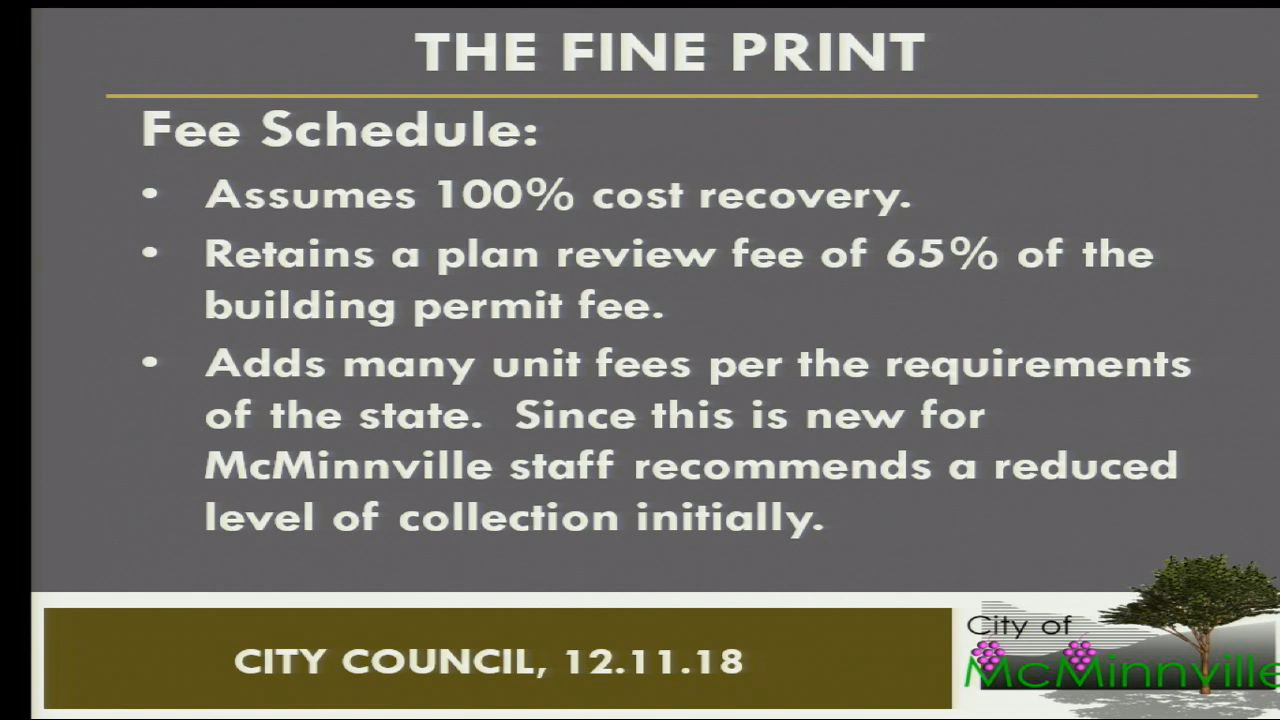 THE FINE PRINT
Fee Schedule:
• Assumes 100% cost recovery.
• Retains a plan review fee of 65% of the
building permit fee.
• Adds many unit fees per the requirements
of the state.  Since this is new for
McMinnville staff recommends a reduced
level of collection initially.
CITY COUNCIL, 12.11.18
City of
McMinnville